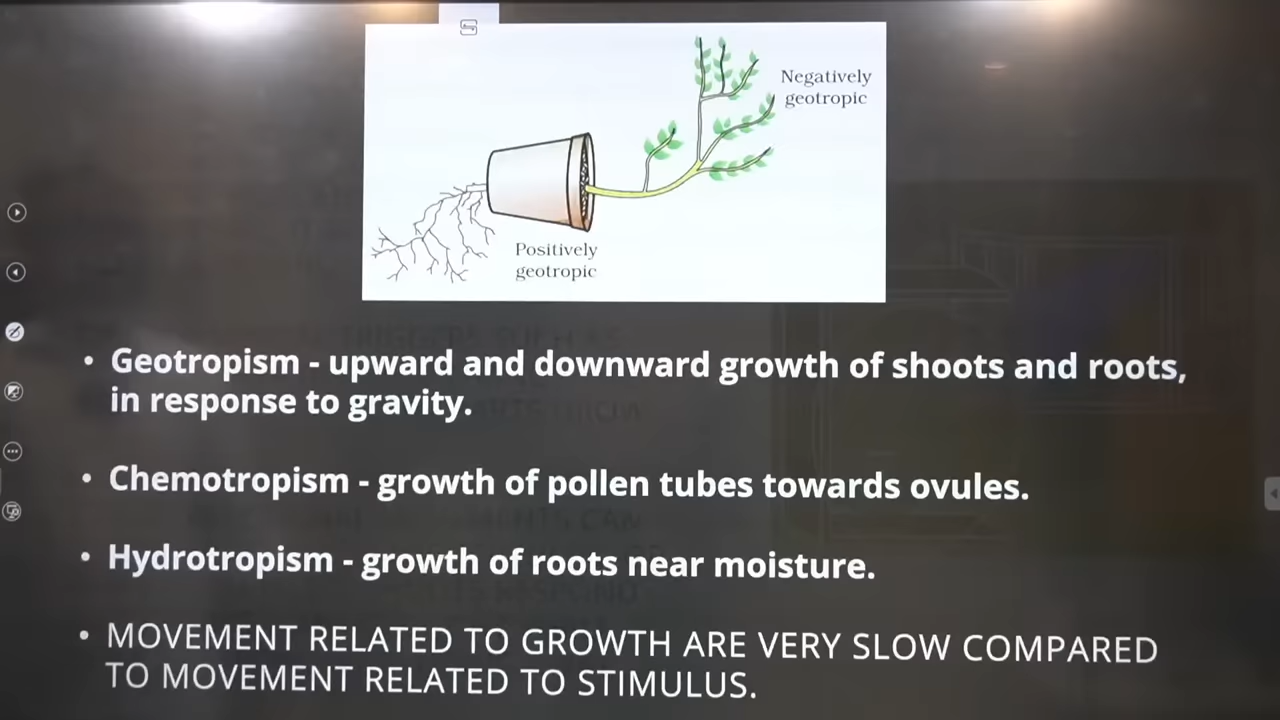 Negatively
geotropic
Positively
geotropic
• Geotropism - upward and downward growth of shoots and roots,
in response to gravity.
• Chemotropism - growth of pollen tubes towards ovules.
• Hydrotropism - growth of roots near moisture.
• MOVEMENT RELATED TO GROWTH ARE VERY SLOW COMPARED
TO MOVEMENT RELATED TO STIMULUS.